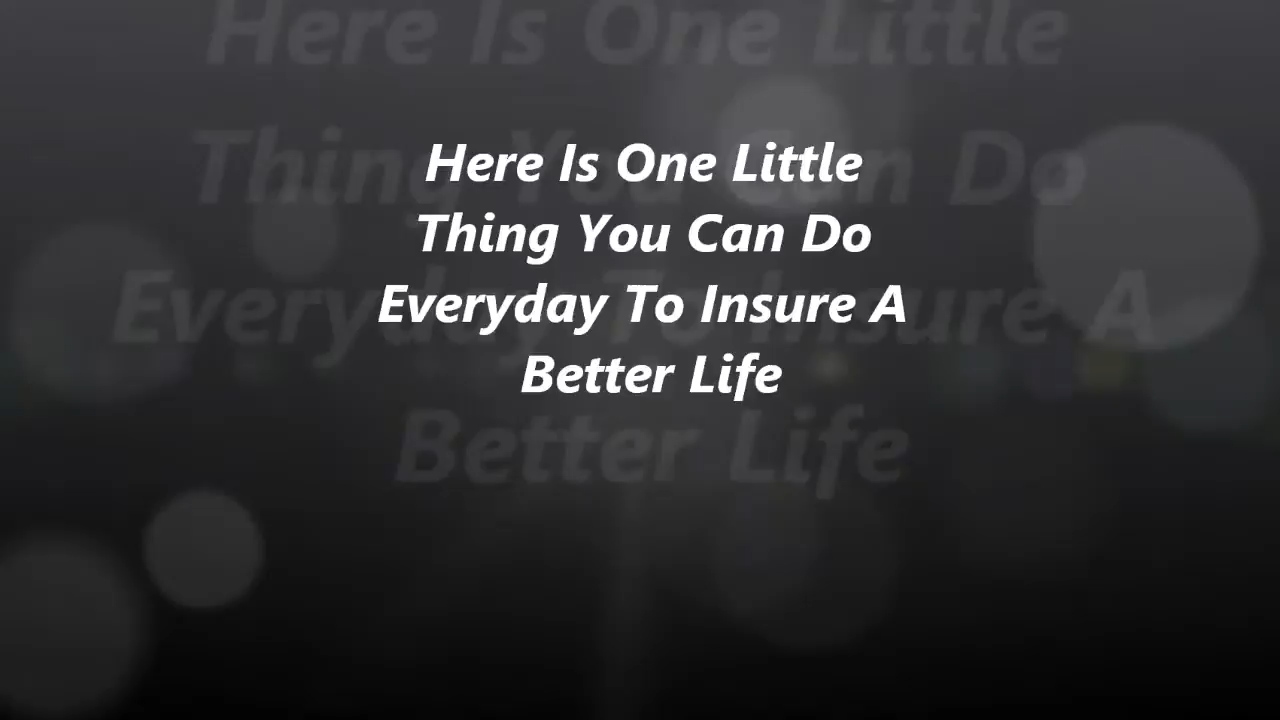 Here Is One Little
Thing You Can Do
Everyday To Insure A
Better Life